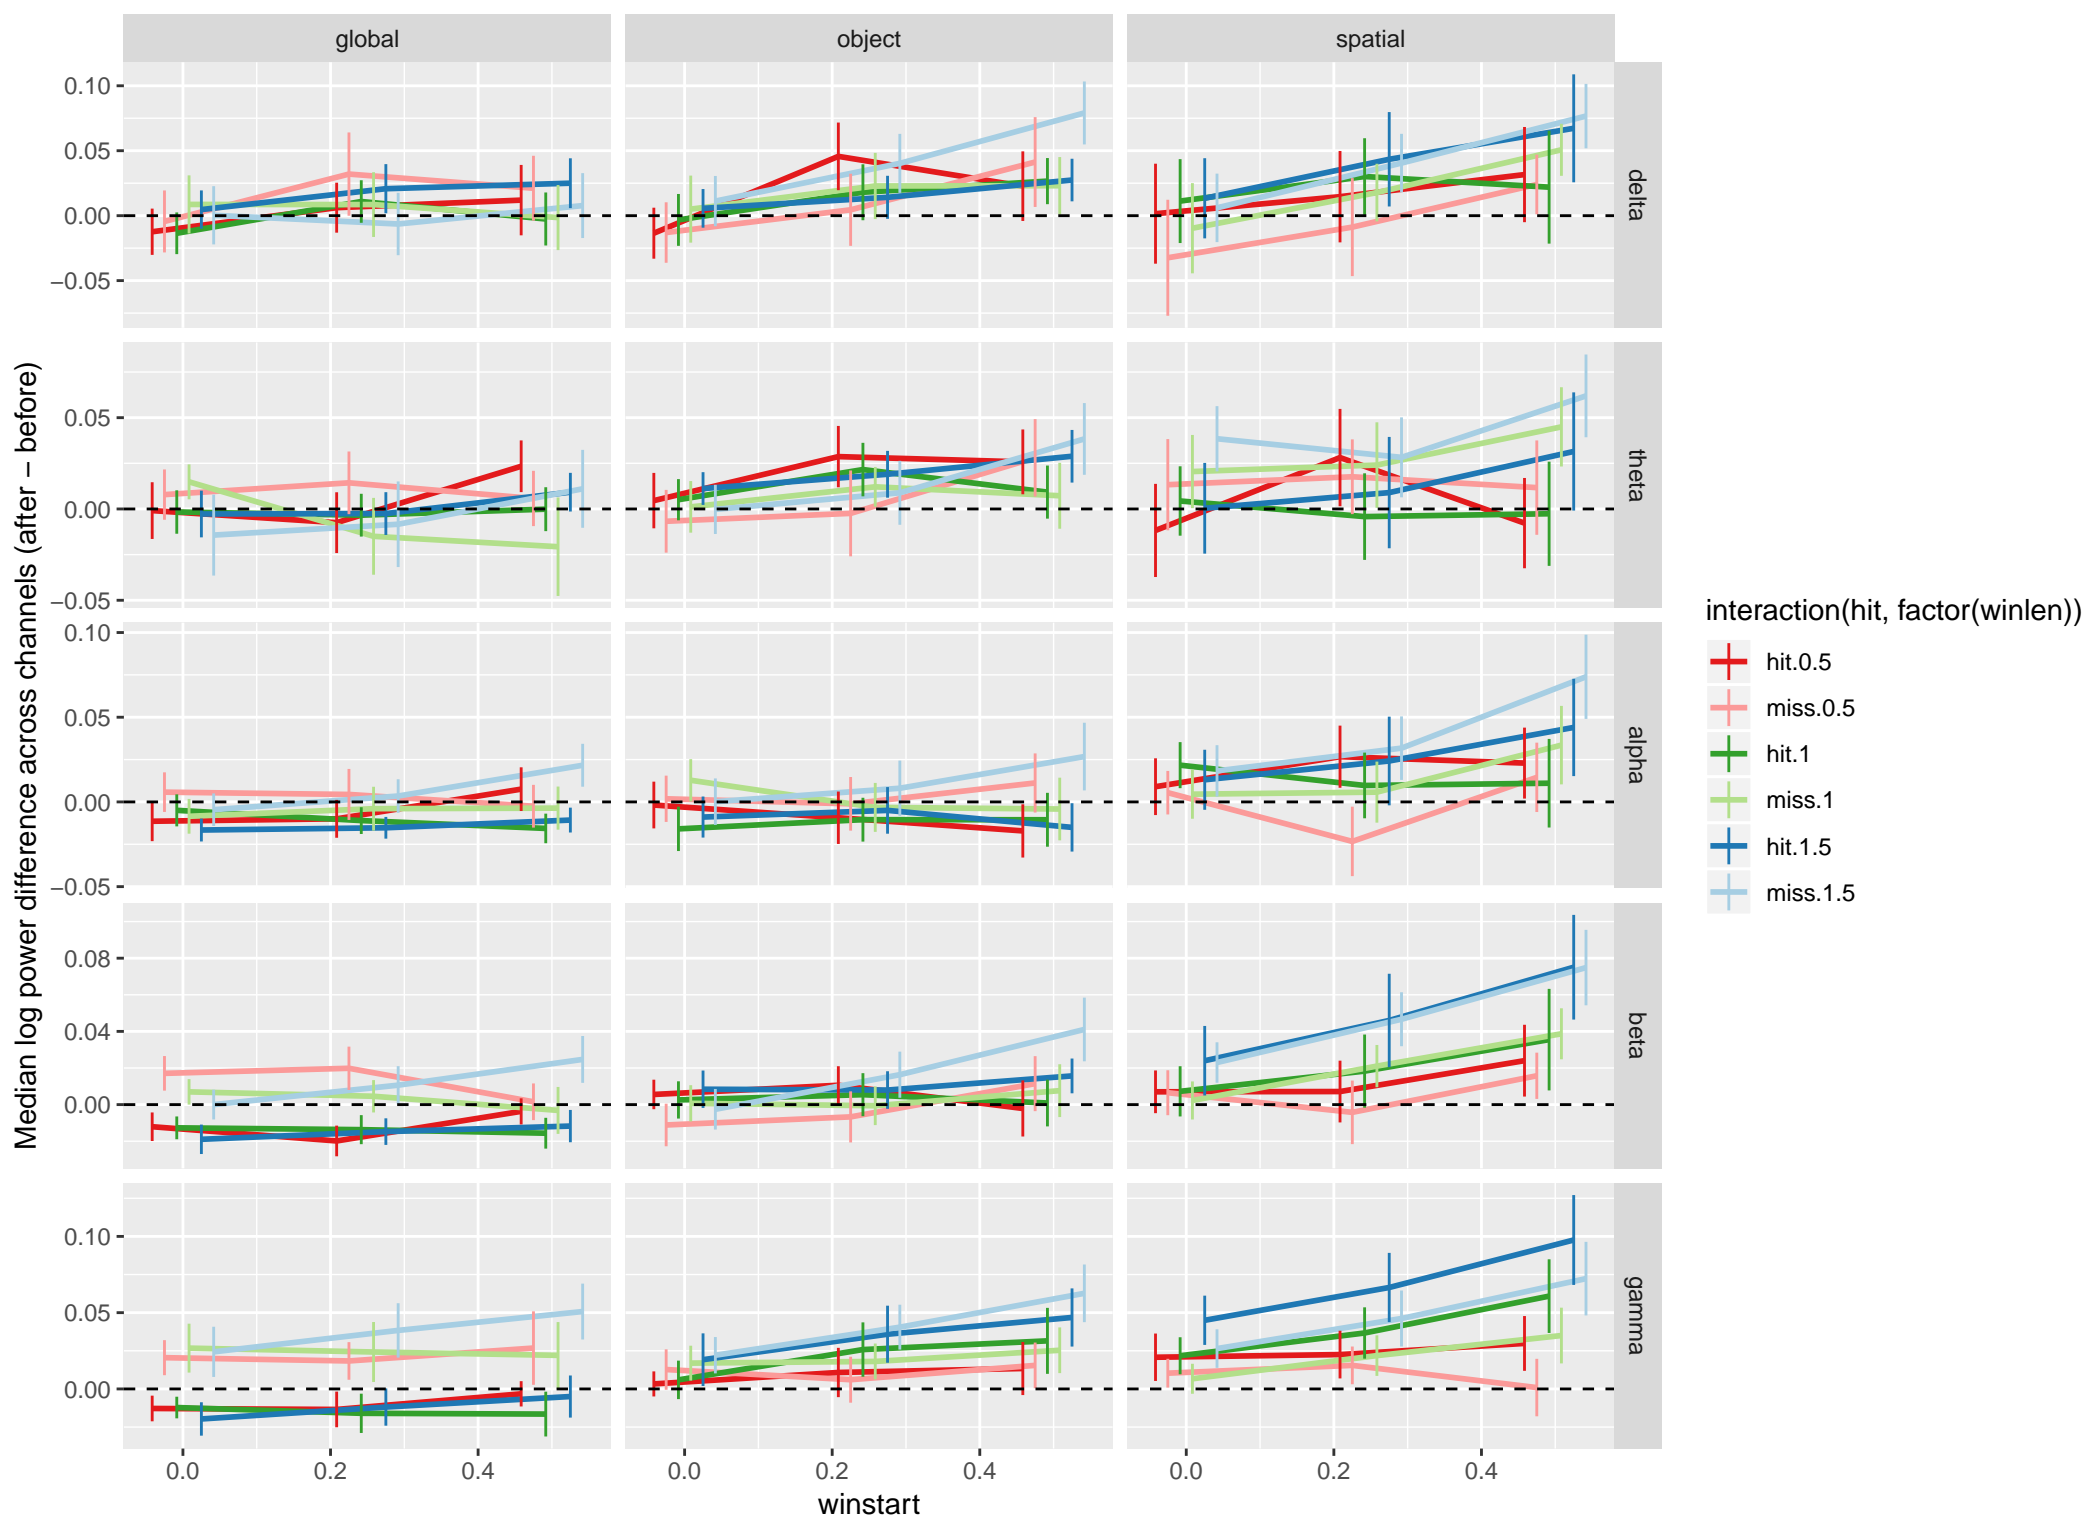 global object spatial
0.10
0.05
0.00
−0.05
delta
0.05
0.00
−0.05
theta
0.10
0.05
0.00
−0.05
alpha
0.08
0.04
0.00
beta
0.10
0.05
0.00
gamma
0.0 0.2 0.4 0.0 0.2 0.4 0.0 0.2 0.4
winstart
Median log power difference across channels (after − before)
interaction(hit, factor(winlen))
hit.0.5
miss.0.5
hit.1
miss.1
hit.1.5
miss.1.5